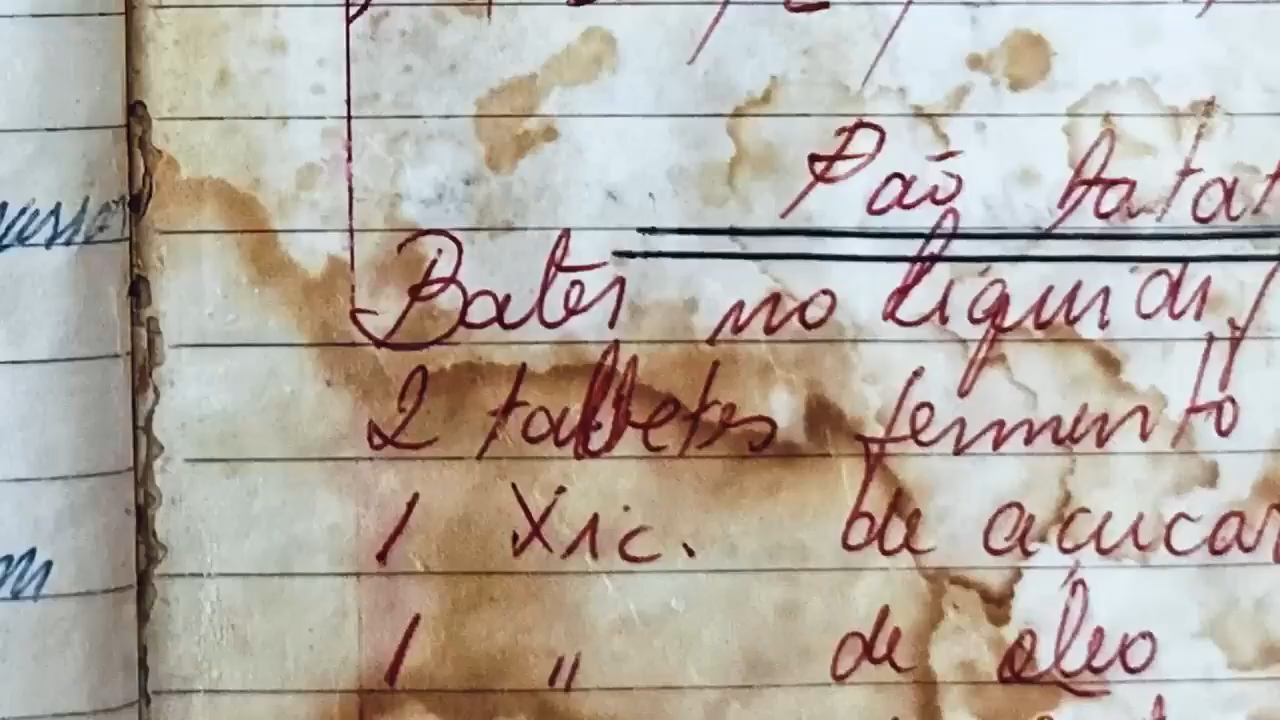 Pão batat
Bater no liquidi/
2 tabletes fermento
1 Xic. de açucar
1 " de óleo